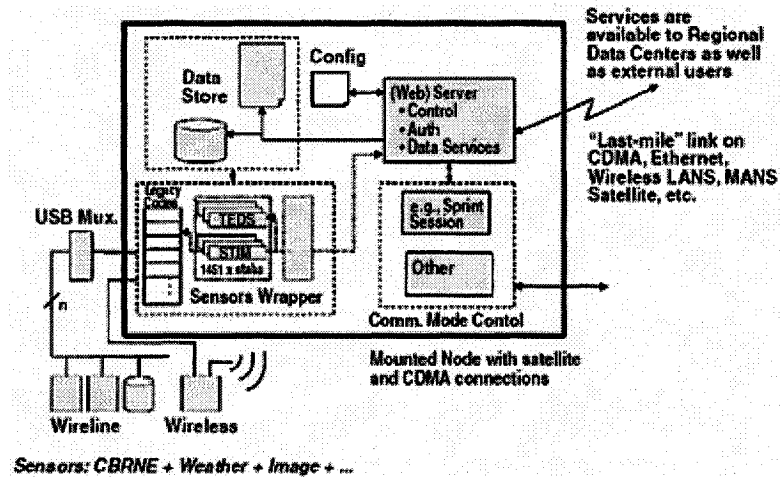 Services are
available to Regional
Data Centers as well
as external users
Config
Data
Store
(Web) Server
• Control
• Auth
• Data Services
"Last-mile" link on
CDMA, Ethernet,
Wireless LANS, MANS
Satellite, etc.
Legacy
Codes
USB Mux.
TEDS
STIM
1451 x stabs
Sensors Wrapper
e.g., Sprint
Session
Other
Comm. Mode Contol
n
Mounted Node with satellite
and CDMA connections
Wireline
Wireless
Sensors: CBRNE + Weather + Image + ...